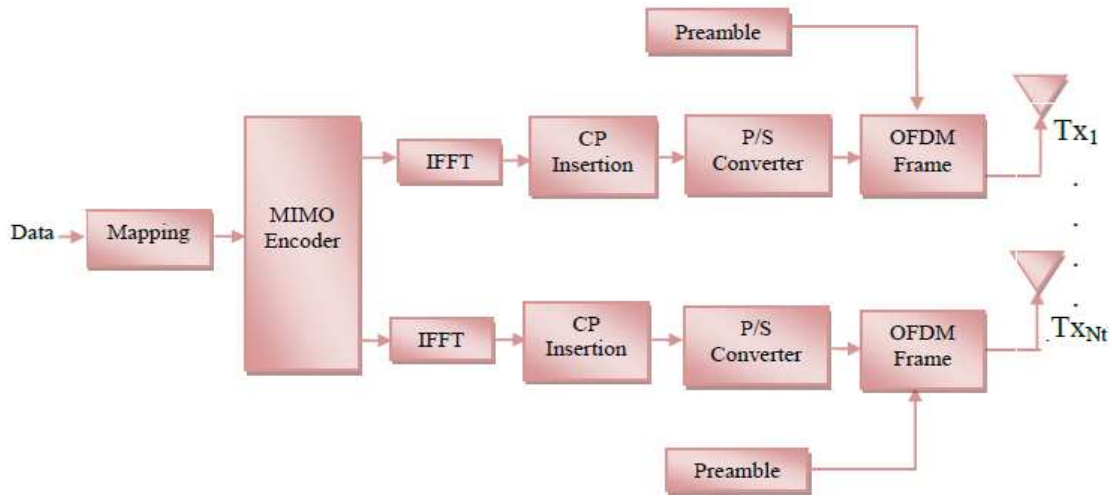 Preamble
Tx1
IFFT
CP
Insertion
P/S
Converter
OFDM
Frame
Data
Mapping
MIMO
Encoder
IFFT
CP
Insertion
P/S
Converter
OFDM
Frame
TxNt
Preamble